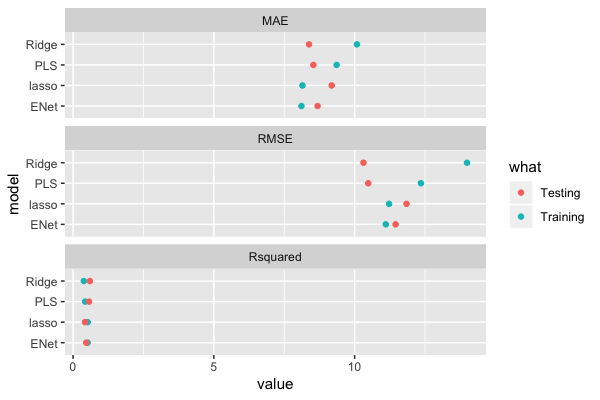 MAE
Ridge
PLS
lasso
ENet
RMSE
Ridge
PLS
lasso
ENet
Rsquared
Ridge
PLS
lasso
ENet
0 5 10
value
model
what
Testing
Training